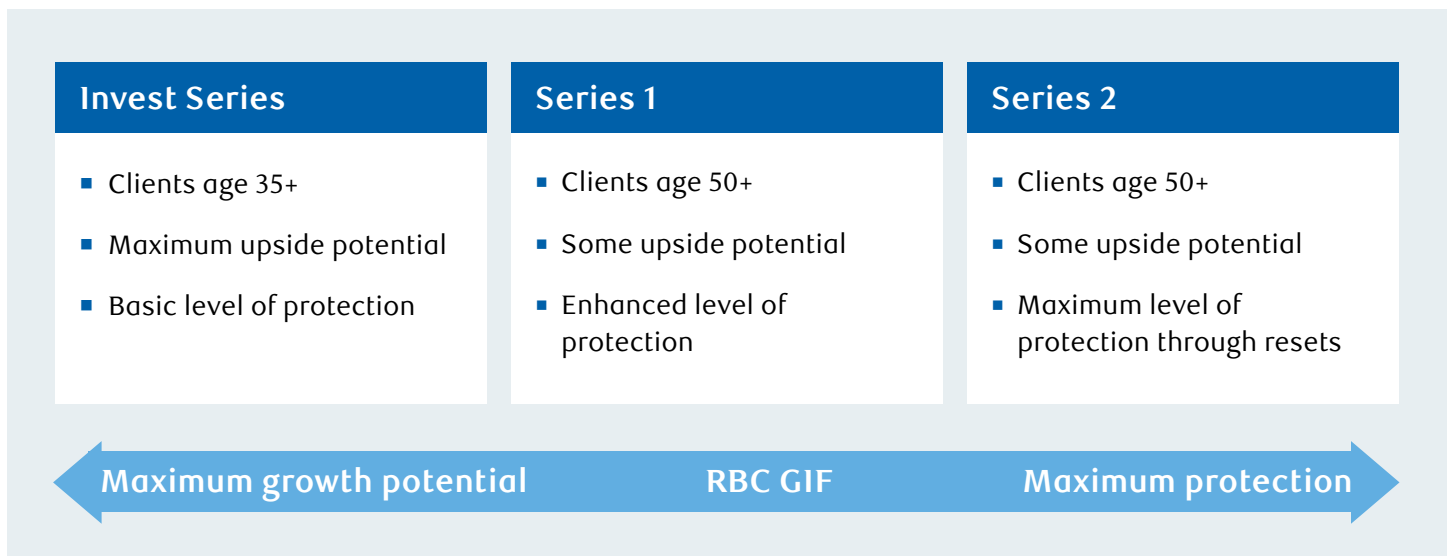 Invest Series
■ Clients age 35+
■ Maximum upside potential
■ Basic level of protection
Series 1
■ Clients age 50+
■ Some upside potential
■ Enhanced level of
protection
Series 2
■ Clients age 50+
■ Some upside potential
■ Maximum level of
protection through resets
Maximum growth potential
RBC GIF
Maximum protection